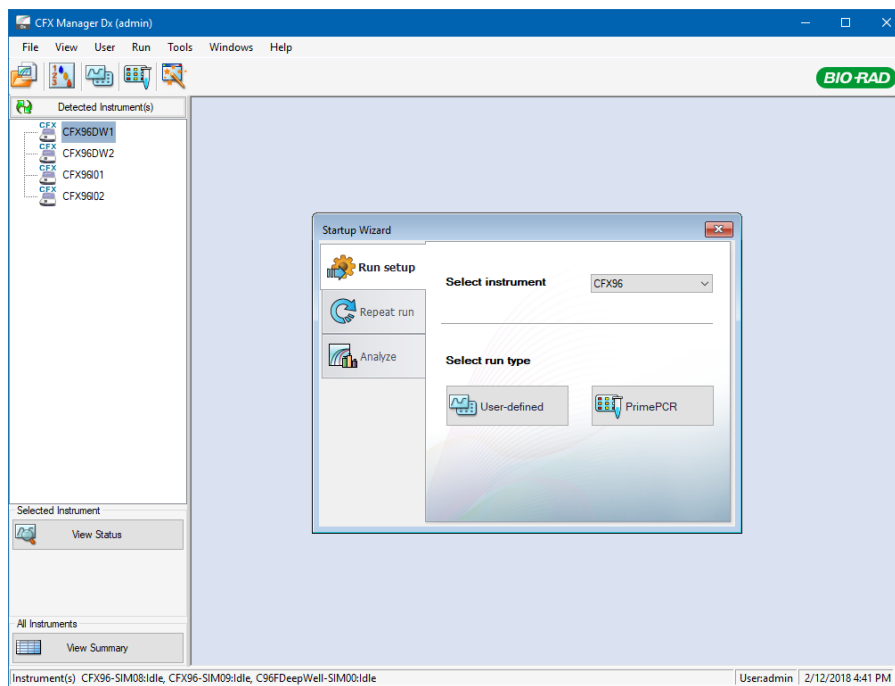 CFX Manager Dx (admin)
File View User Run Tools Windows Help
BIO-RAD
Detected Instrument(s)
CFX
CFX96DW1
CFX
CFX96DW2
CFX
CFX96I01
CFX
CFX96I02
Startup Wizard
Run setup
Repeat run
Analyze
Select instrument
CFX96
Select run type
User-defined
PrimePCR
Selected Instrument
View Status
All Instruments
View Summary
Instrument(s) CFX96-SIM08:Idle, CFX96-SIM09:Idle, C96FDeepWell-SIM00:Idle
User:admin 2/12/2018 4:41 PM